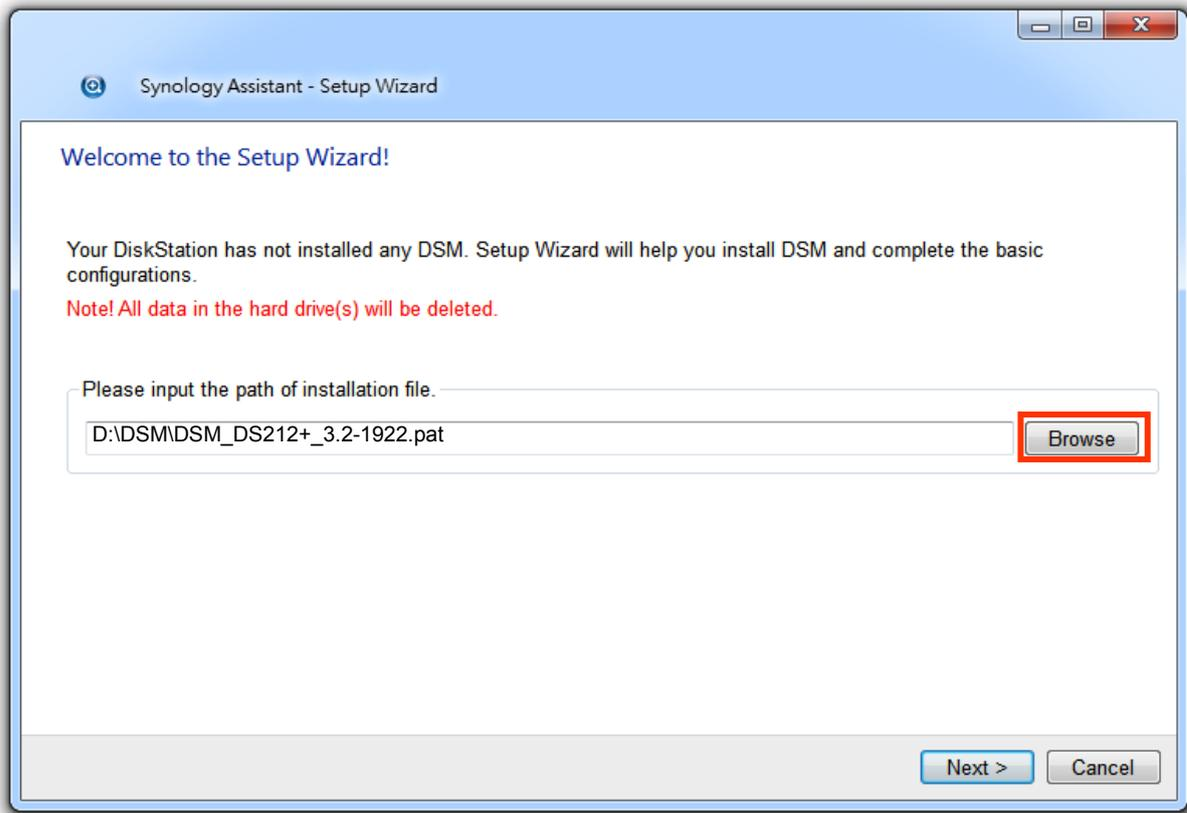 Synology Assistant - Setup Wizard
Welcome to the Setup Wizard!
Your DiskStation has not installed any DSM. Setup Wizard will help you install DSM and complete the basic
configurations.
Note! All data in the hard drive(s) will be deleted.
Please input the path of installation file.
D:\DSM\DSM_DS212+_3.2-1922.pat
Browse
Next >
Cancel